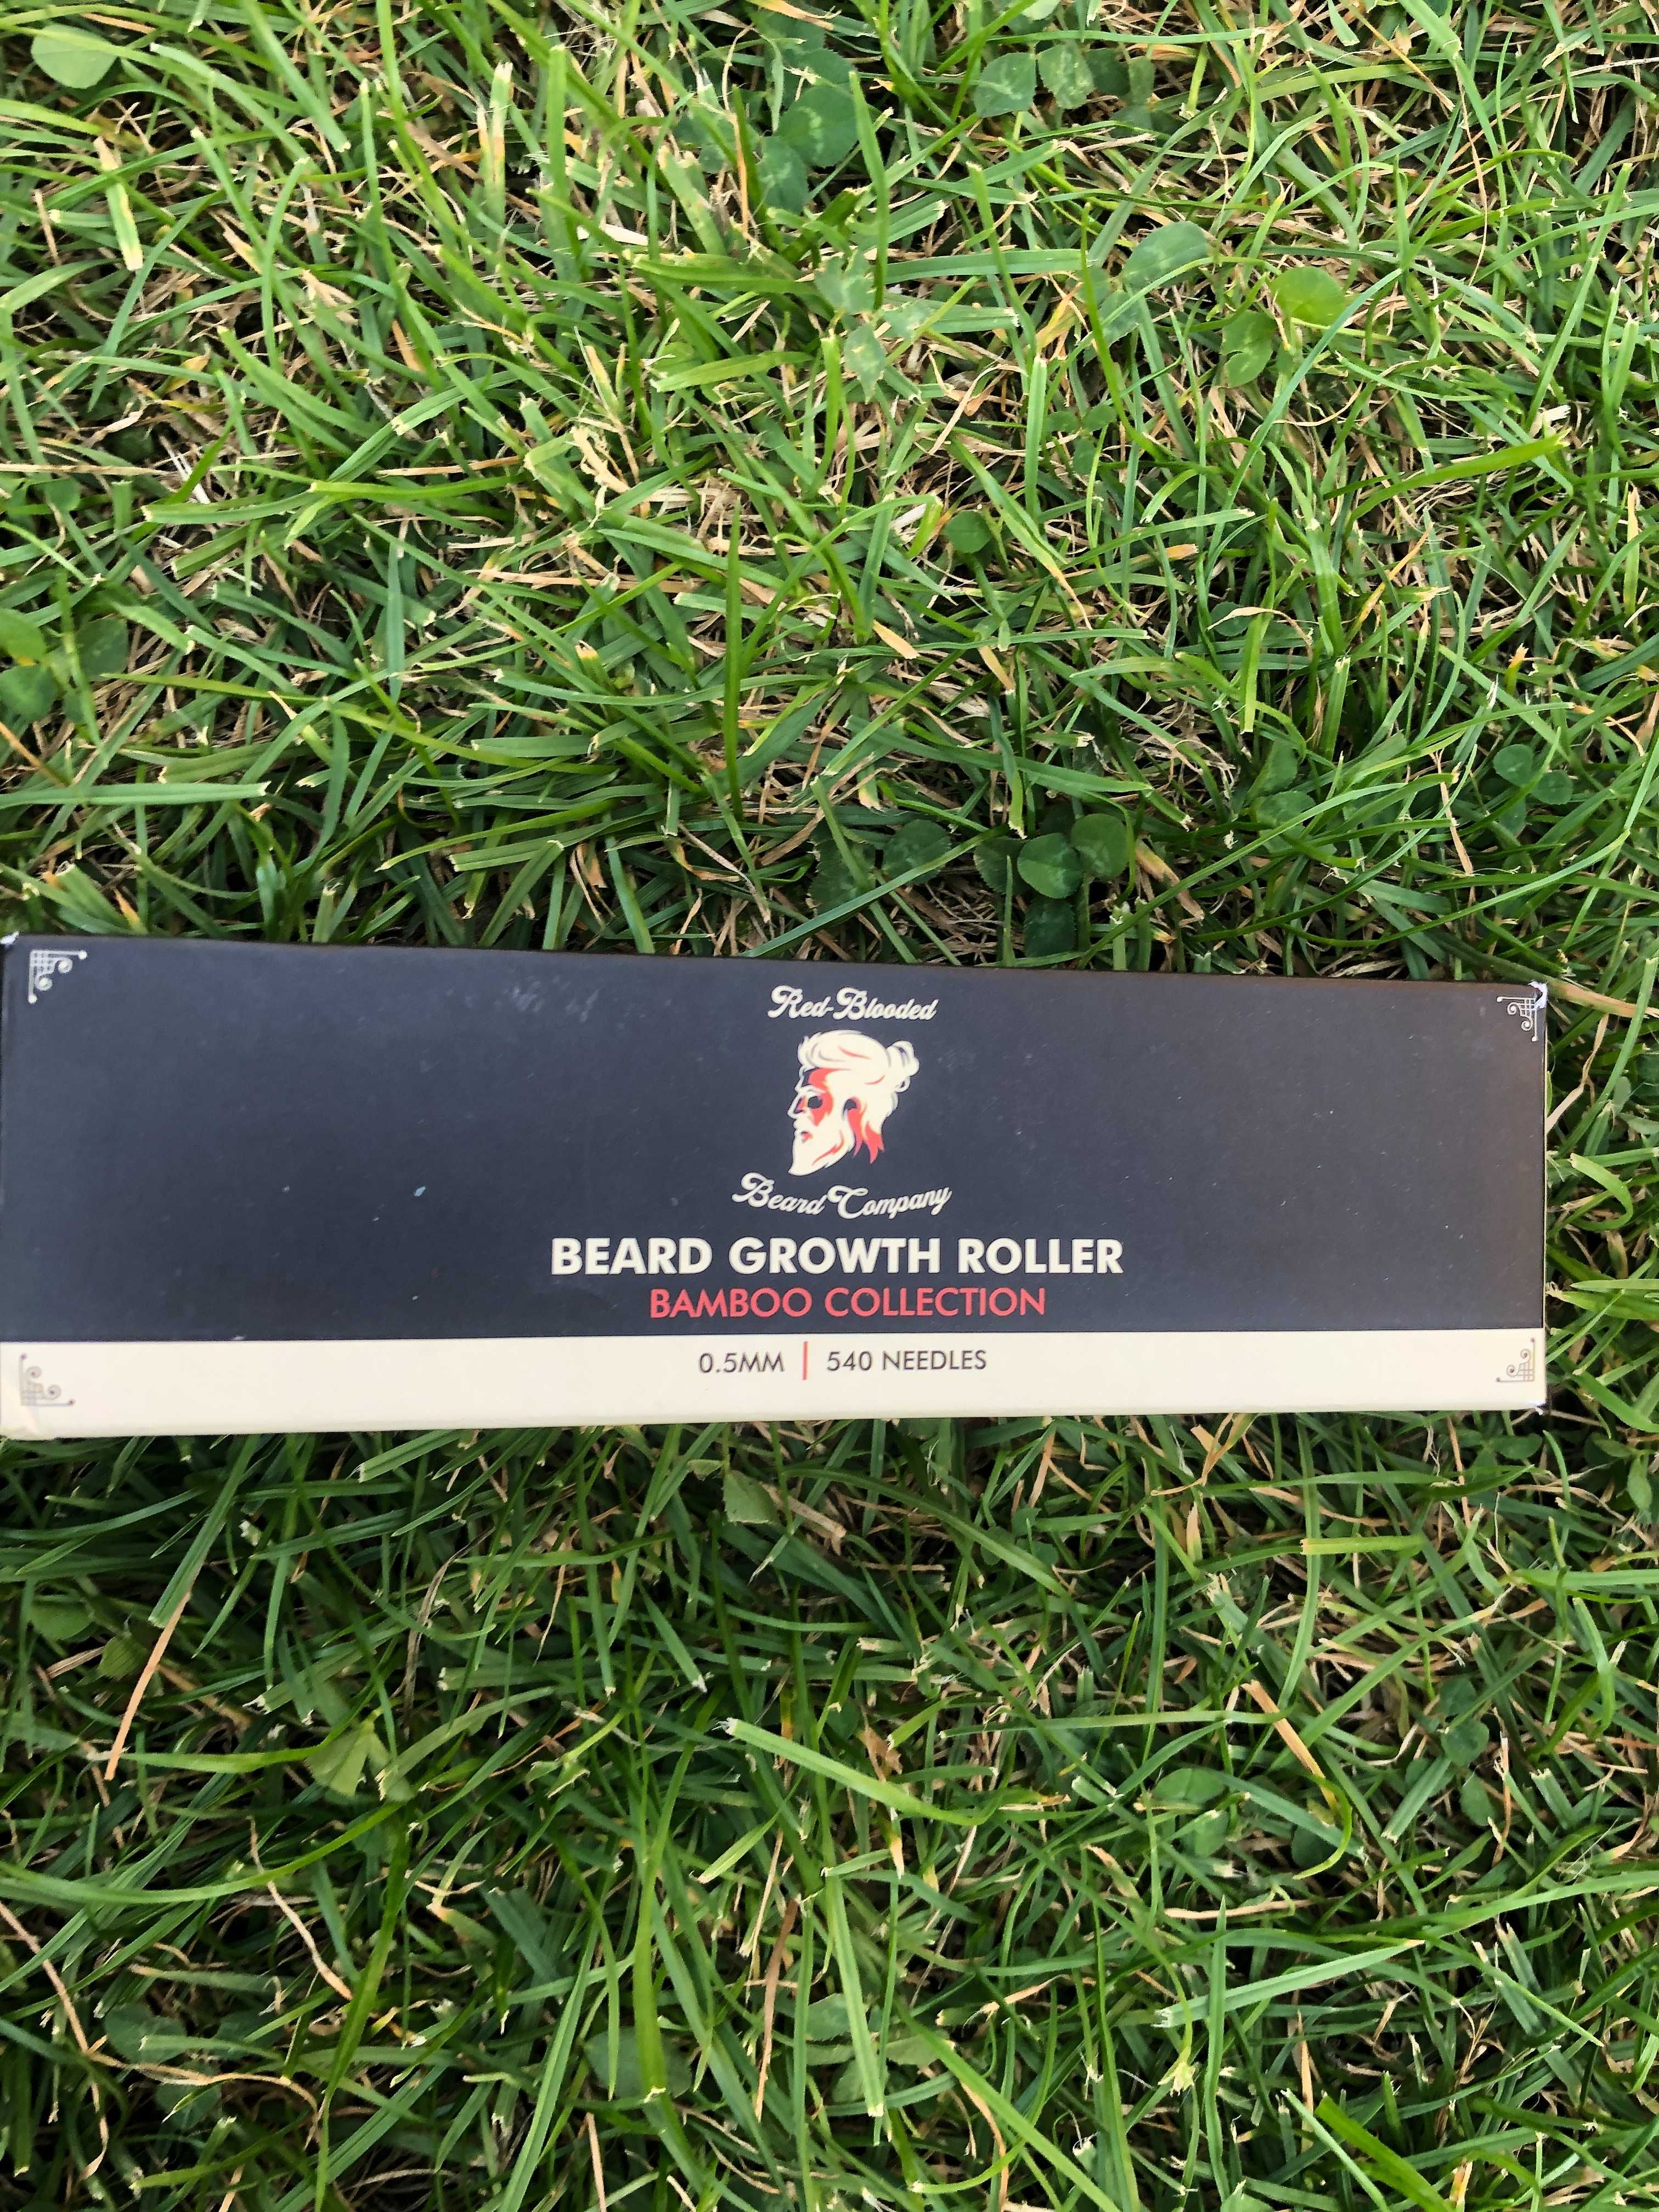 Red-Blooded
Beard Company
BEARD GROWTH ROLLER
BAMBOO COLLECTION
0.5MM | 540 NEEDLES